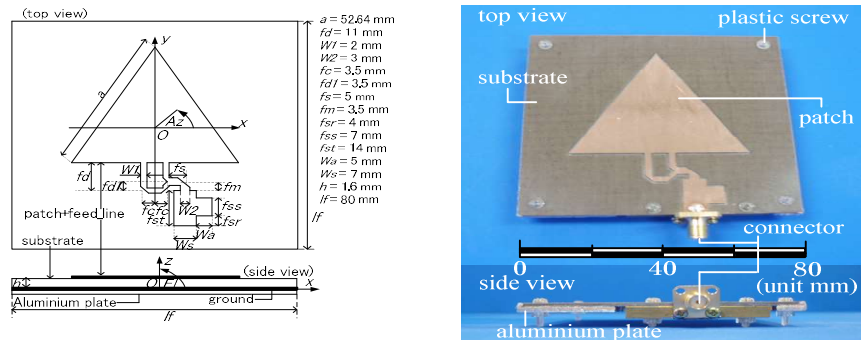 (top view)
y
a
x
O
Az
W1
fs
fd
fd1
fm
fcfc
W2
fss
fst
fsr
Wa
Ws
lf
patch+feed line
substrate
z
(side view)
h
O
El
x
Aluminium plate
ground
lf
a = 52.64 mm
fd = 11 mm
W1 = 2 mm
W2 = 3 mm
fc = 3.5 mm
fd1 = 3.5 mm
fs = 5 mm
fm = 3.5 mm
fsr = 4 mm
fss = 7 mm
fst = 14 mm
Wa = 5 mm
Ws = 7 mm
h = 1.6 mm
lf = 80 mm
top view
plastic screw
substrate
patch
connector
0 40 80
(unit mm)
side view
aluminium plate